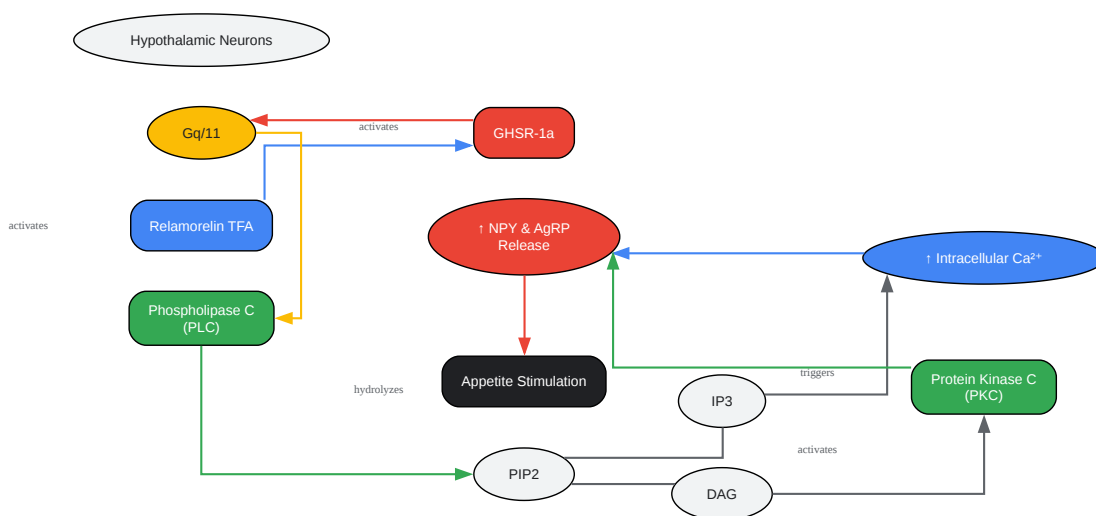 Hypothalamic Neurons
Gq/11
activates
GHSR-1a
activates
Relamorelin TFA
↑ NPY & AgRP
Release
↑ Intracellular Ca²⁺
Phospholipase C
(PLC)
hydrolyzes
Appetite Stimulation
triggers
Protein Kinase C
(PKC)
IP3
activates
PIP2
DAG